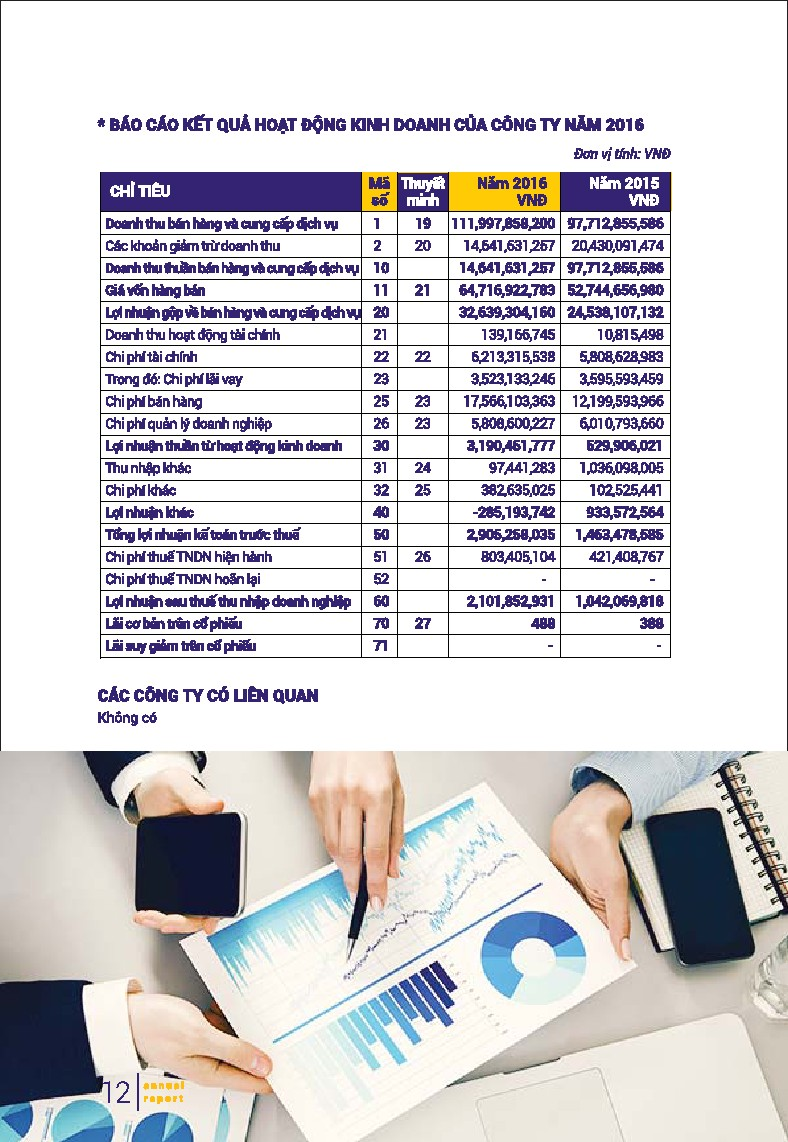 * BÁO CÁO KẾT QUẢ HOẠT ĐỘNG KINH DOANH CỦA CÔNG TY NĂM 2016
Đơn vị tính: VNĐ
CHỈ TIÊU Mã số Thuyết minh Năm 2016 VNĐ Năm 2015 VNĐ
Doanh thu bán hàng và cung cấp dịch vụ 1 19 111,997,858,200 97,712,855,586
Các khoản giảm trừ doanh thu 2 20 14,641,631,257 20,430,091,474
Doanh thu thuần bán hàng và cung cấp dịch vụ 10 14,641,631,257 97,712,855,586
Giá vốn hàng bán 11 21 64,716,922,783 52,744,656,980
Lợi nhuận gộp về bán hàng và cung cấp dịch vụ 20 32,639,304,160 24,538,107,132
Doanh thu hoạt động tài chính 21 139,166,745 10,815,498
Chi phí tài chính 22 22 6,213,315,538 5,808,628,983
Trong đó: Chi phí lãi vay 23 3,523,133,246 3,595,593,459
Chi phí bán hàng 25 23 17,566,103,363 12,199,593,966
Chi phí quản lý doanh nghiệp 26 23 5,808,600,227 6,010,793,660
Lợi nhuận thuần từ hoạt động kinh doanh 30 3,190,451,777 529,906,021
Thu nhập khác 31 24 97,441,283 1,036,098,005
Chi phí khác 32 25 382,635,025 102,525,441
Lợi nhuận khác 40 -285,193,742 933,572,564
Tổng lợi nhuận kế toán trước thuế 50 2,905,258,035 1,463,478,585
Chi phí thuế TNDN hiện hành 51 26 803,405,104 421,408,767
Chi phí thuế TNDN hoãn lại 52 - -
Lợi nhuận sau thuế thu nhập doanh nghiệp 60 2,101,852,931 1,042,069,818
Lãi cơ bản trên cổ phiếu 70 27 488 388
Lãi suy giảm trên cổ phiếu 71 - -
CÁC CÔNG TY CÓ LIÊN QUAN
Không có
12 annual
report